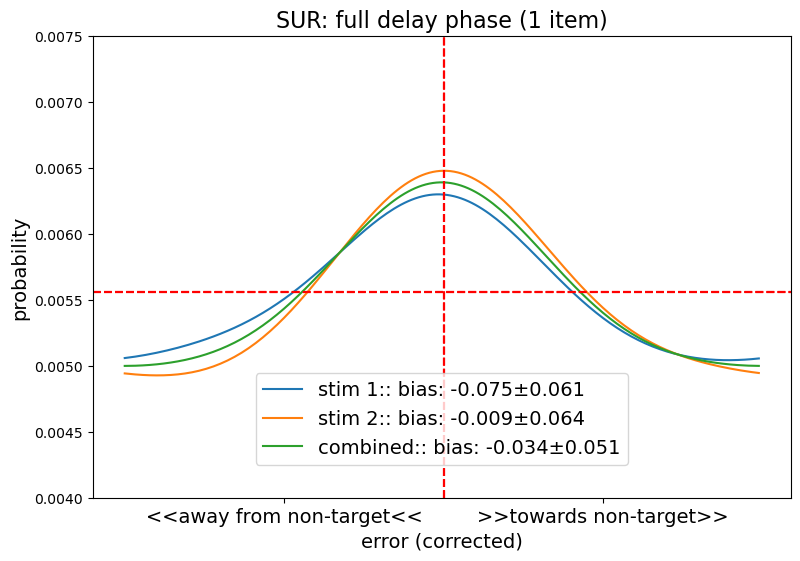 SUR: full delay phase (1 item)
0.0075
0.0070
0.0065
0.0060
0.0055
0.0050
0.0045
0.0040
probability
stim 1:: bias: -0.075±0.061
stim 2:: bias: -0.009±0.064
combined:: bias: -0.034±0.051
<<away from non-target<<
>>towards non-target>>
error (corrected)